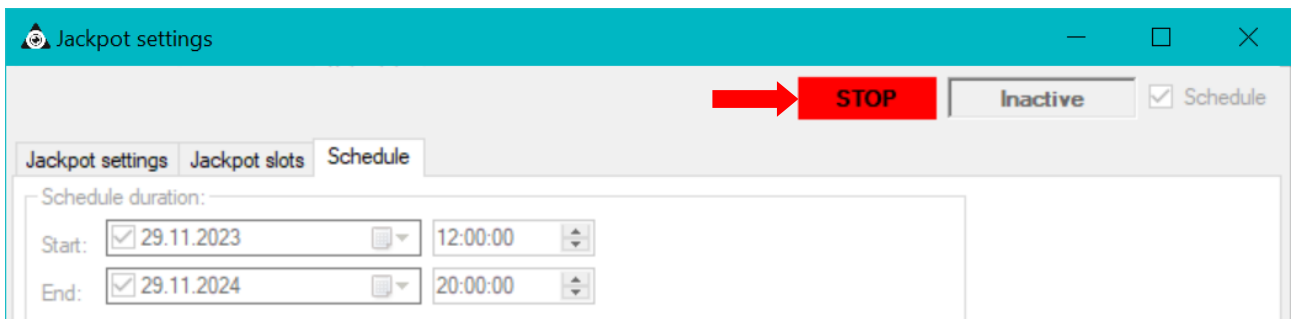 Jackpot settings
STOP Inactive Schedule
Jackpot settings Jackpot slots Schedule
Schedule duration:
Start: 29.11.2023 12:00:00
End: 29.11.2024 20:00:00